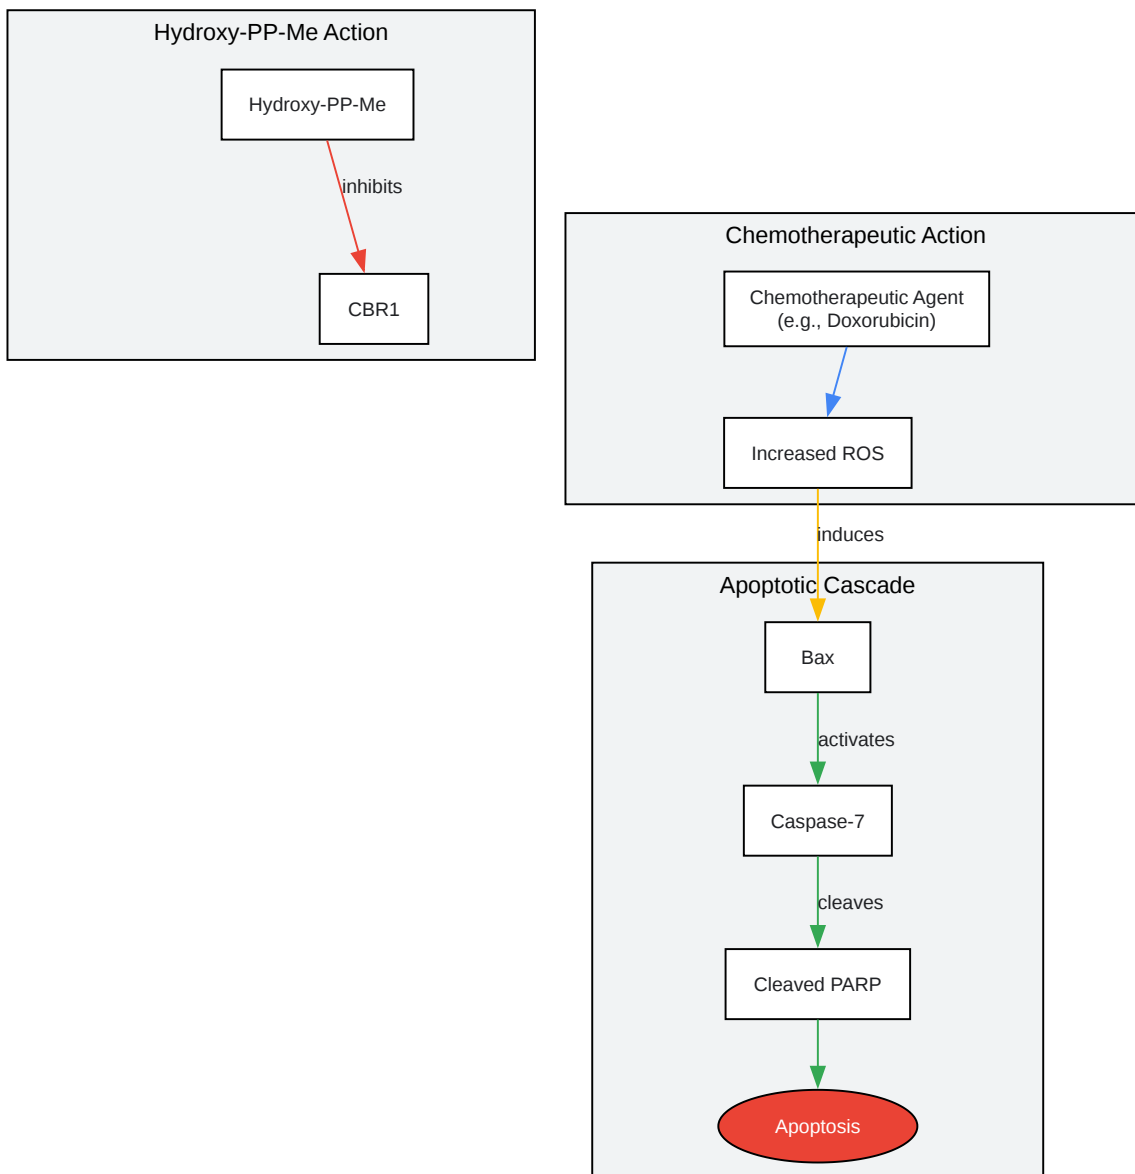 Hydroxy-PP-Me Action
Hydroxy-PP-Me
inhibits
CBR1
Chemotherapeutic Action
Chemotherapeutic Agent
(e.g., Doxorubicin)
Increased ROS
induces
Apoptotic Cascade
Bax
activates
Caspase-7
cleaves
Cleaved PARP
Apoptosis